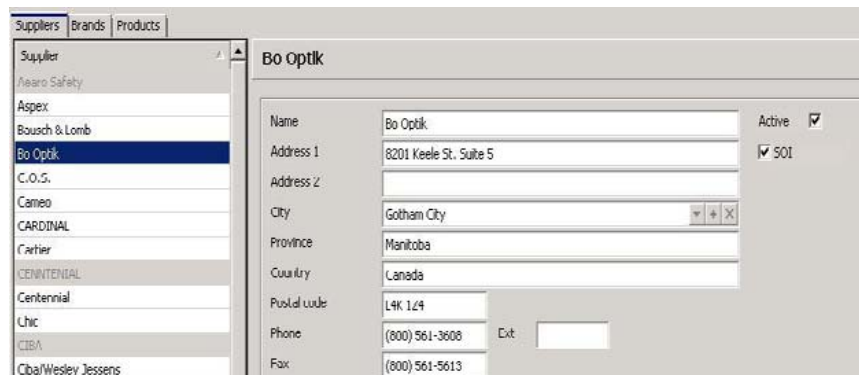 Suppliers Brands Products
Supplier
Aearo Safety
Aspex
Bausch & Lomb
Bo Optik
C.O.S.
Cameo
CARDINAL
Cartier
CENNTENIAL
Centennial
Chic
CIBA
Ciba/Wesley Jessens
Bo Optik
Name Bo Optik Active
Address 1 8201 Keele St. Suite 5 SOI
Address 2
City Gotham City
Province Manitoba
Country Canada
Postal code L4K 1Z4
Phone (800) 561-3608 Ext
Fax (800) 561-5613